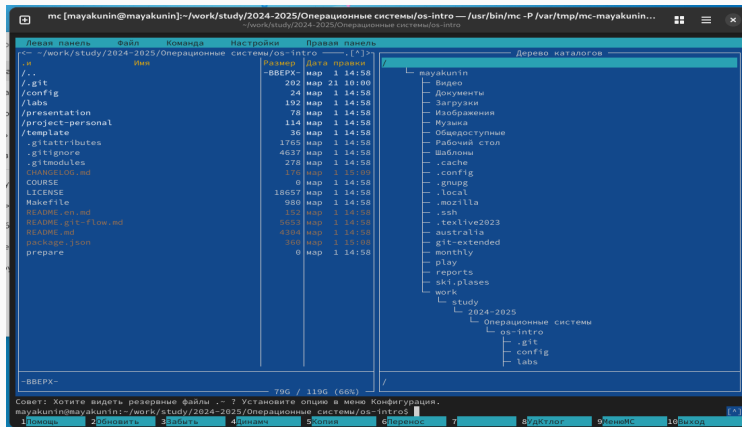 mc [mayakunin@mayakunin]:~/work/study/2024-2025/Операционные системы/os-intro — /usr/bin/mc -P /var/tmp/mc-mayakunin...
~/work/study/2024-2025/Операционные системы/os-intro
Левая панель Файл Команда Настройки Правая панель
<— ~/work/study/2024-2025/Операционные системы/os-intro —.[^]>
.и Имя Размер Дата правки
/.. -ВВЕРХ- мар 1 14:58
/.git 202 мар 21 10:00
/config 24 мар 1 14:58
/labs 192 мар 1 14:58
/presentation 78 мар 1 14:58
/project-personal 114 мар 1 14:58
/template 36 мар 1 14:58
.gitattributes 1765 мар 1 14:58
.gitignore 4637 мар 1 14:58
.gitmodules 278 мар 1 14:58
CHANGELOG.md 176 мар 1 15:09
COURSE 0 мар 1 14:58
LICENSE 18657 мар 1 14:58
Makefile 980 мар 1 14:58
README.en.md 152 мар 1 14:58
README.git-flow.md 5653 мар 1 14:58
README.md 4304 мар 1 14:58
package.json 360 мар 1 15:08
prepare 0 мар 1 14:58
-ВВЕРХ-
79G / 119G (66%)
Дерево каталогов
/
mayakunin
Видео
Документы
Загрузки
Изображения
Музыка
Общедоступные
Рабочий стол
Шаблоны
.cache
.config
.gnupg
.local
.mozilla
.ssh
.texlive2023
australia
git-extended
monthly
play
reports
ski.plases
work
study
2024-2025
Операционные системы
os-intro
.git
config
labs
/
Совет: Хотите видеть резервные файлы .~ ? Установите опцию в меню Конфигурация.
mayakunin@mayakunin:~/work/study/2024-2025/Операционные системы/os-intro$ [^]
1Помощь 2Обновить 3Забыть 4Динамч 5Копия 6Перенос 7 8УдКтлог 9МенюМС 10Выход